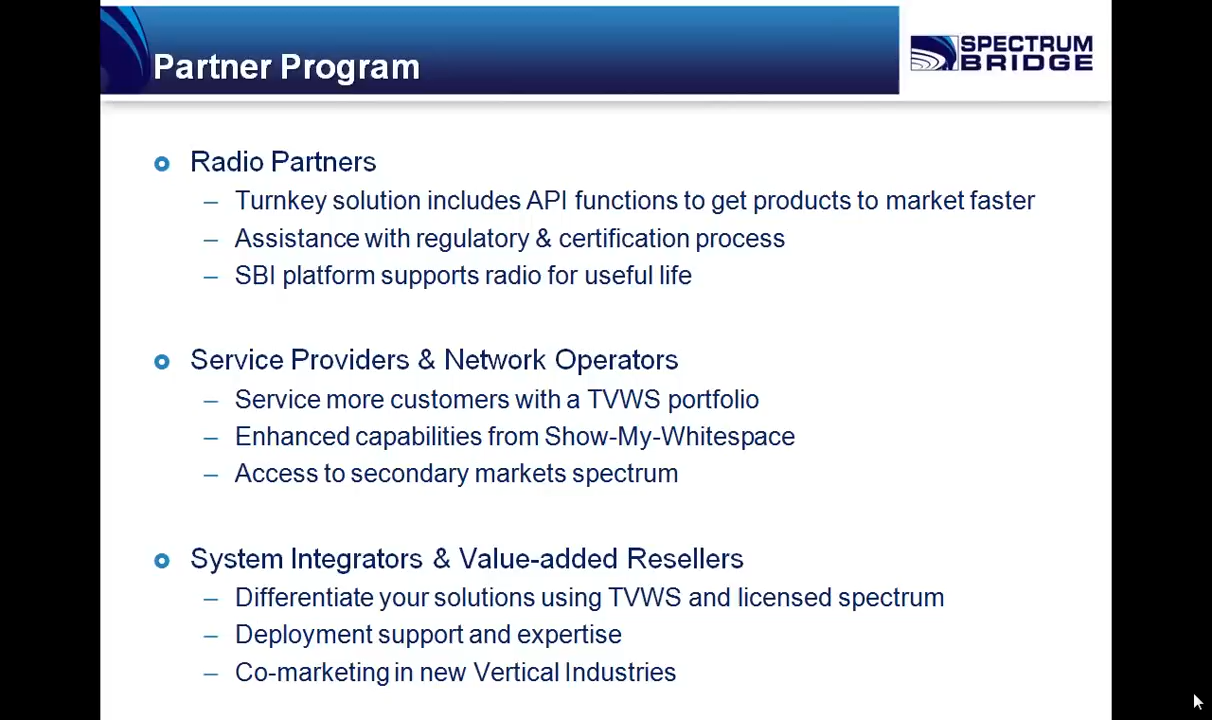 Partner Program
SPECTRUM
BRIDGE
Radio Partners
– Turnkey solution includes API functions to get products to market faster
– Assistance with regulatory & certification process
– SBI platform supports radio for useful life
Service Providers & Network Operators
– Service more customers with a TVWS portfolio
– Enhanced capabilities from Show-My-Whitespace
– Access to secondary markets spectrum
System Integrators & Value-added Resellers
– Differentiate your solutions using TVWS and licensed spectrum
– Deployment support and expertise
– Co-marketing in new Vertical Industries